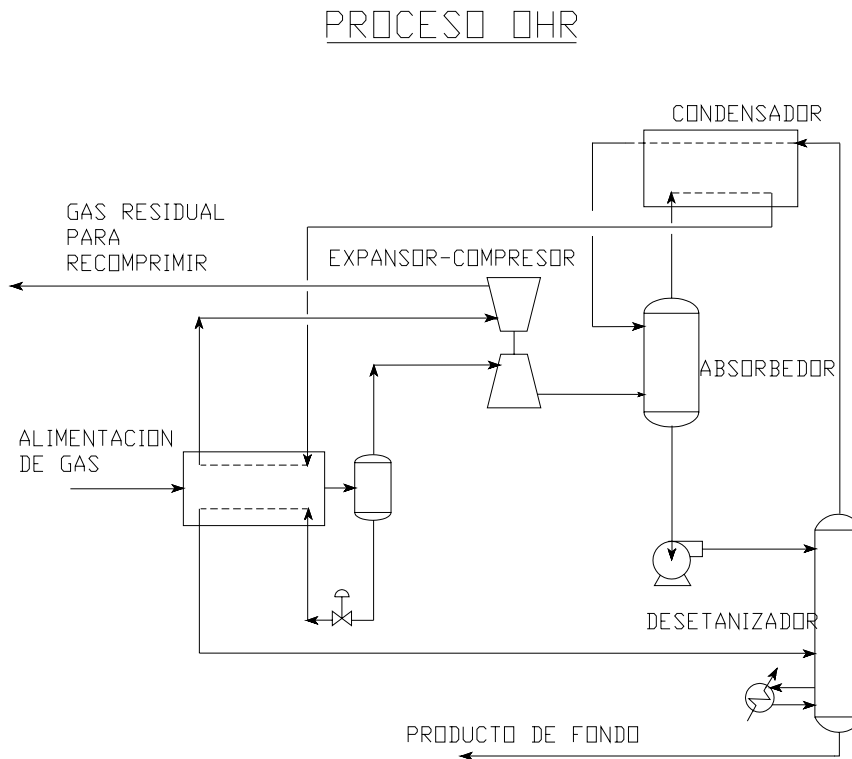 PROCESO OHR
CONDENSADOR
GAS RESIDUAL
PARA
RECOMPRIMIR
EXPANSOR-COMPRESOR
ABSORBEDOR
ALIMENTACION
DE GAS
DESETANIZADOR
PRODUCTO DE FONDO